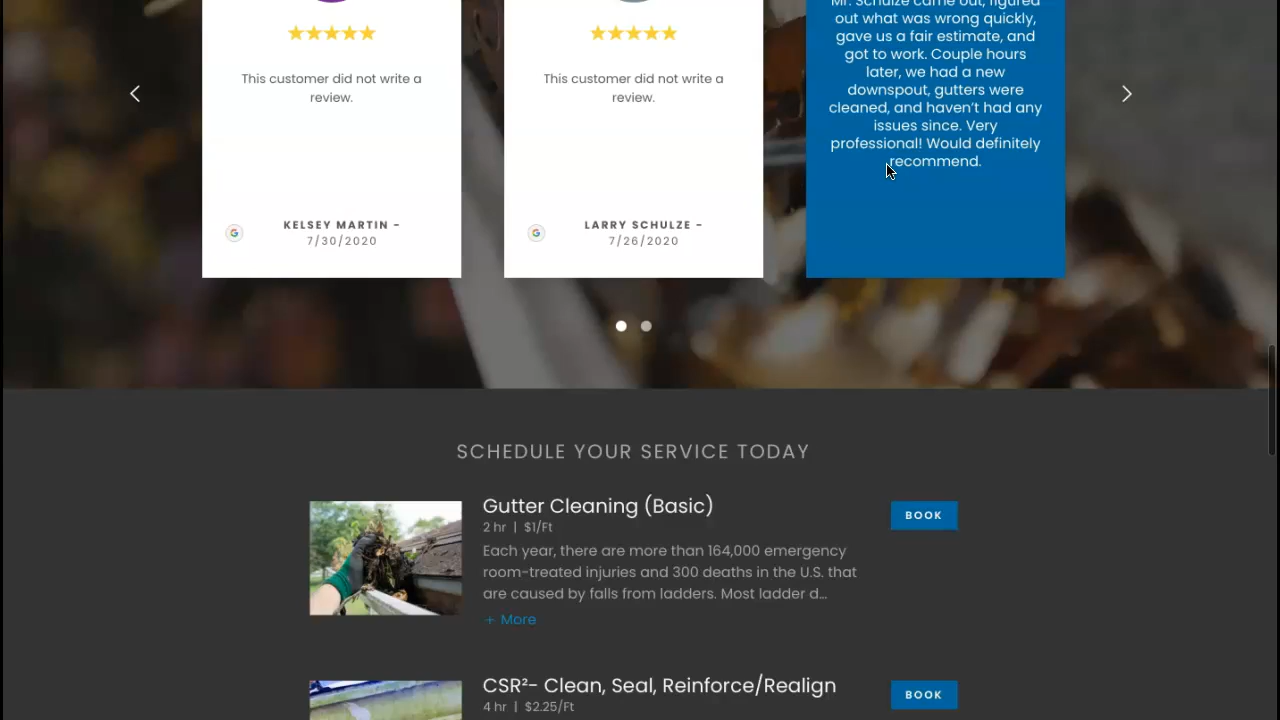 ★★★★★
This customer did not write a
review.
KELSEY MARTIN -
7/30/2020
★★★★★
This customer did not write a
review.
LARRY SCHULZE -
7/26/2020
Mr. Schulze came out, figured
out what was wrong quickly,
gave us a fair estimate, and
got to work. Couple hours
later, we had a new
downspout, gutters were
cleaned, and haven't had any
issues since. Very
professional! Would definitely
recommend.
SCHEDULE YOUR SERVICE TODAY
Gutter Cleaning (Basic)
2 hr | $1/Ft
Each year, there are more than 164,000 emergency
room-treated injuries and 300 deaths in the U.S. that
are caused by falls from ladders. Most ladder d...
+ More
BOOK
CSR²- Clean, Seal, Reinforce/Realign
4 hr | $2.25/Ft
BOOK